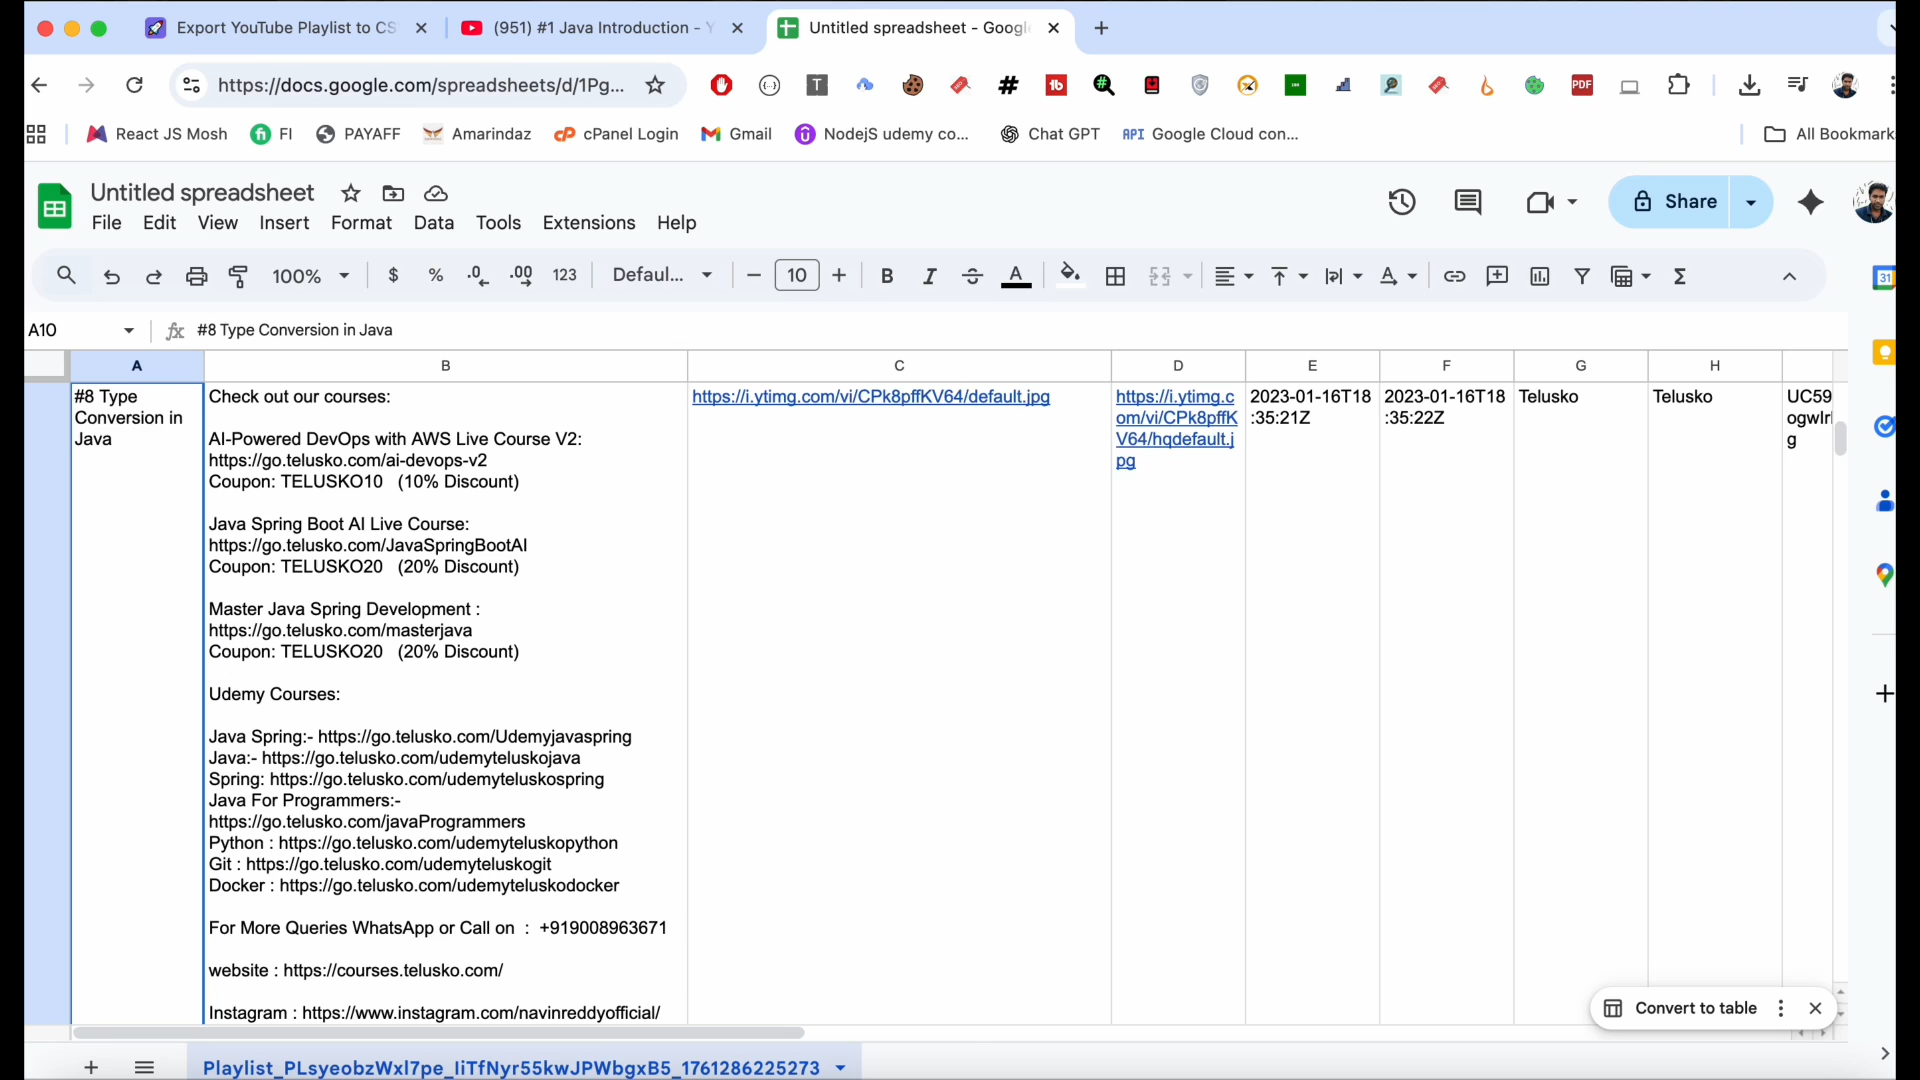 Export YouTube Playlist to CS
(951) #1 Java Introduction - Y
Untitled spreadsheet - Googl
https://docs.google.com/spreadsheets/d/1Pg...
React JS Mosh
FI
PAYAFF
Amarindaz
cPanel Login
Gmail
NodejS udemy co...
Chat GPT
API Google Cloud con...
All Bookmark
Untitled spreadsheet
File Edit View Insert Format Data Tools Extensions Help
Share
100% $ % .0 .00 123 Defaul... 10 B I A
A10
fx #8 Type Conversion in Java
A B C D E F G H
#8 Type
Conversion in
Java
Check out our courses:
AI-Powered DevOps with AWS Live Course V2:
https://go.telusko.com/ai-devops-v2
Coupon: TELUSKO10 (10% Discount)
Java Spring Boot AI Live Course:
https://go.telusko.com/JavaSpringBootAI
Coupon: TELUSKO20 (20% Discount)
Master Java Spring Development :
https://go.telusko.com/masterjava
Coupon: TELUSKO20 (20% Discount)
Udemy Courses:
Java Spring:- https://go.telusko.com/Udemyjavaspring
Java:- https://go.telusko.com/udemyteluskojava
Spring: https://go.telusko.com/udemyteluskospring
Java For Programmers:-
https://go.telusko.com/javaProgrammers
Python : https://go.telusko.com/udemyteluskopython
Git : https://go.telusko.com/udemyteluskogit
Docker : https://go.telusko.com/udemyteluskodocker
For More Queries WhatsApp or Call on : +919008963671
website : https://courses.telusko.com/
Instagram : https://www.instagram.com/navinreddyofficial/
https://i.ytimg.com/vi/CPk8pffKV64/default.jpg
https://i.ytimg.c
om/vi/CPk8pffK
V64/hqdefault.j
pg
2023-01-16T18
:35:21Z
2023-01-16T18
:35:22Z
Telusko
Telusko
UC59
g
Convert to table
Playlist_PLsyeobzWxl7pe_IiTfNyr55kwJPWbgxB5_1761286225273